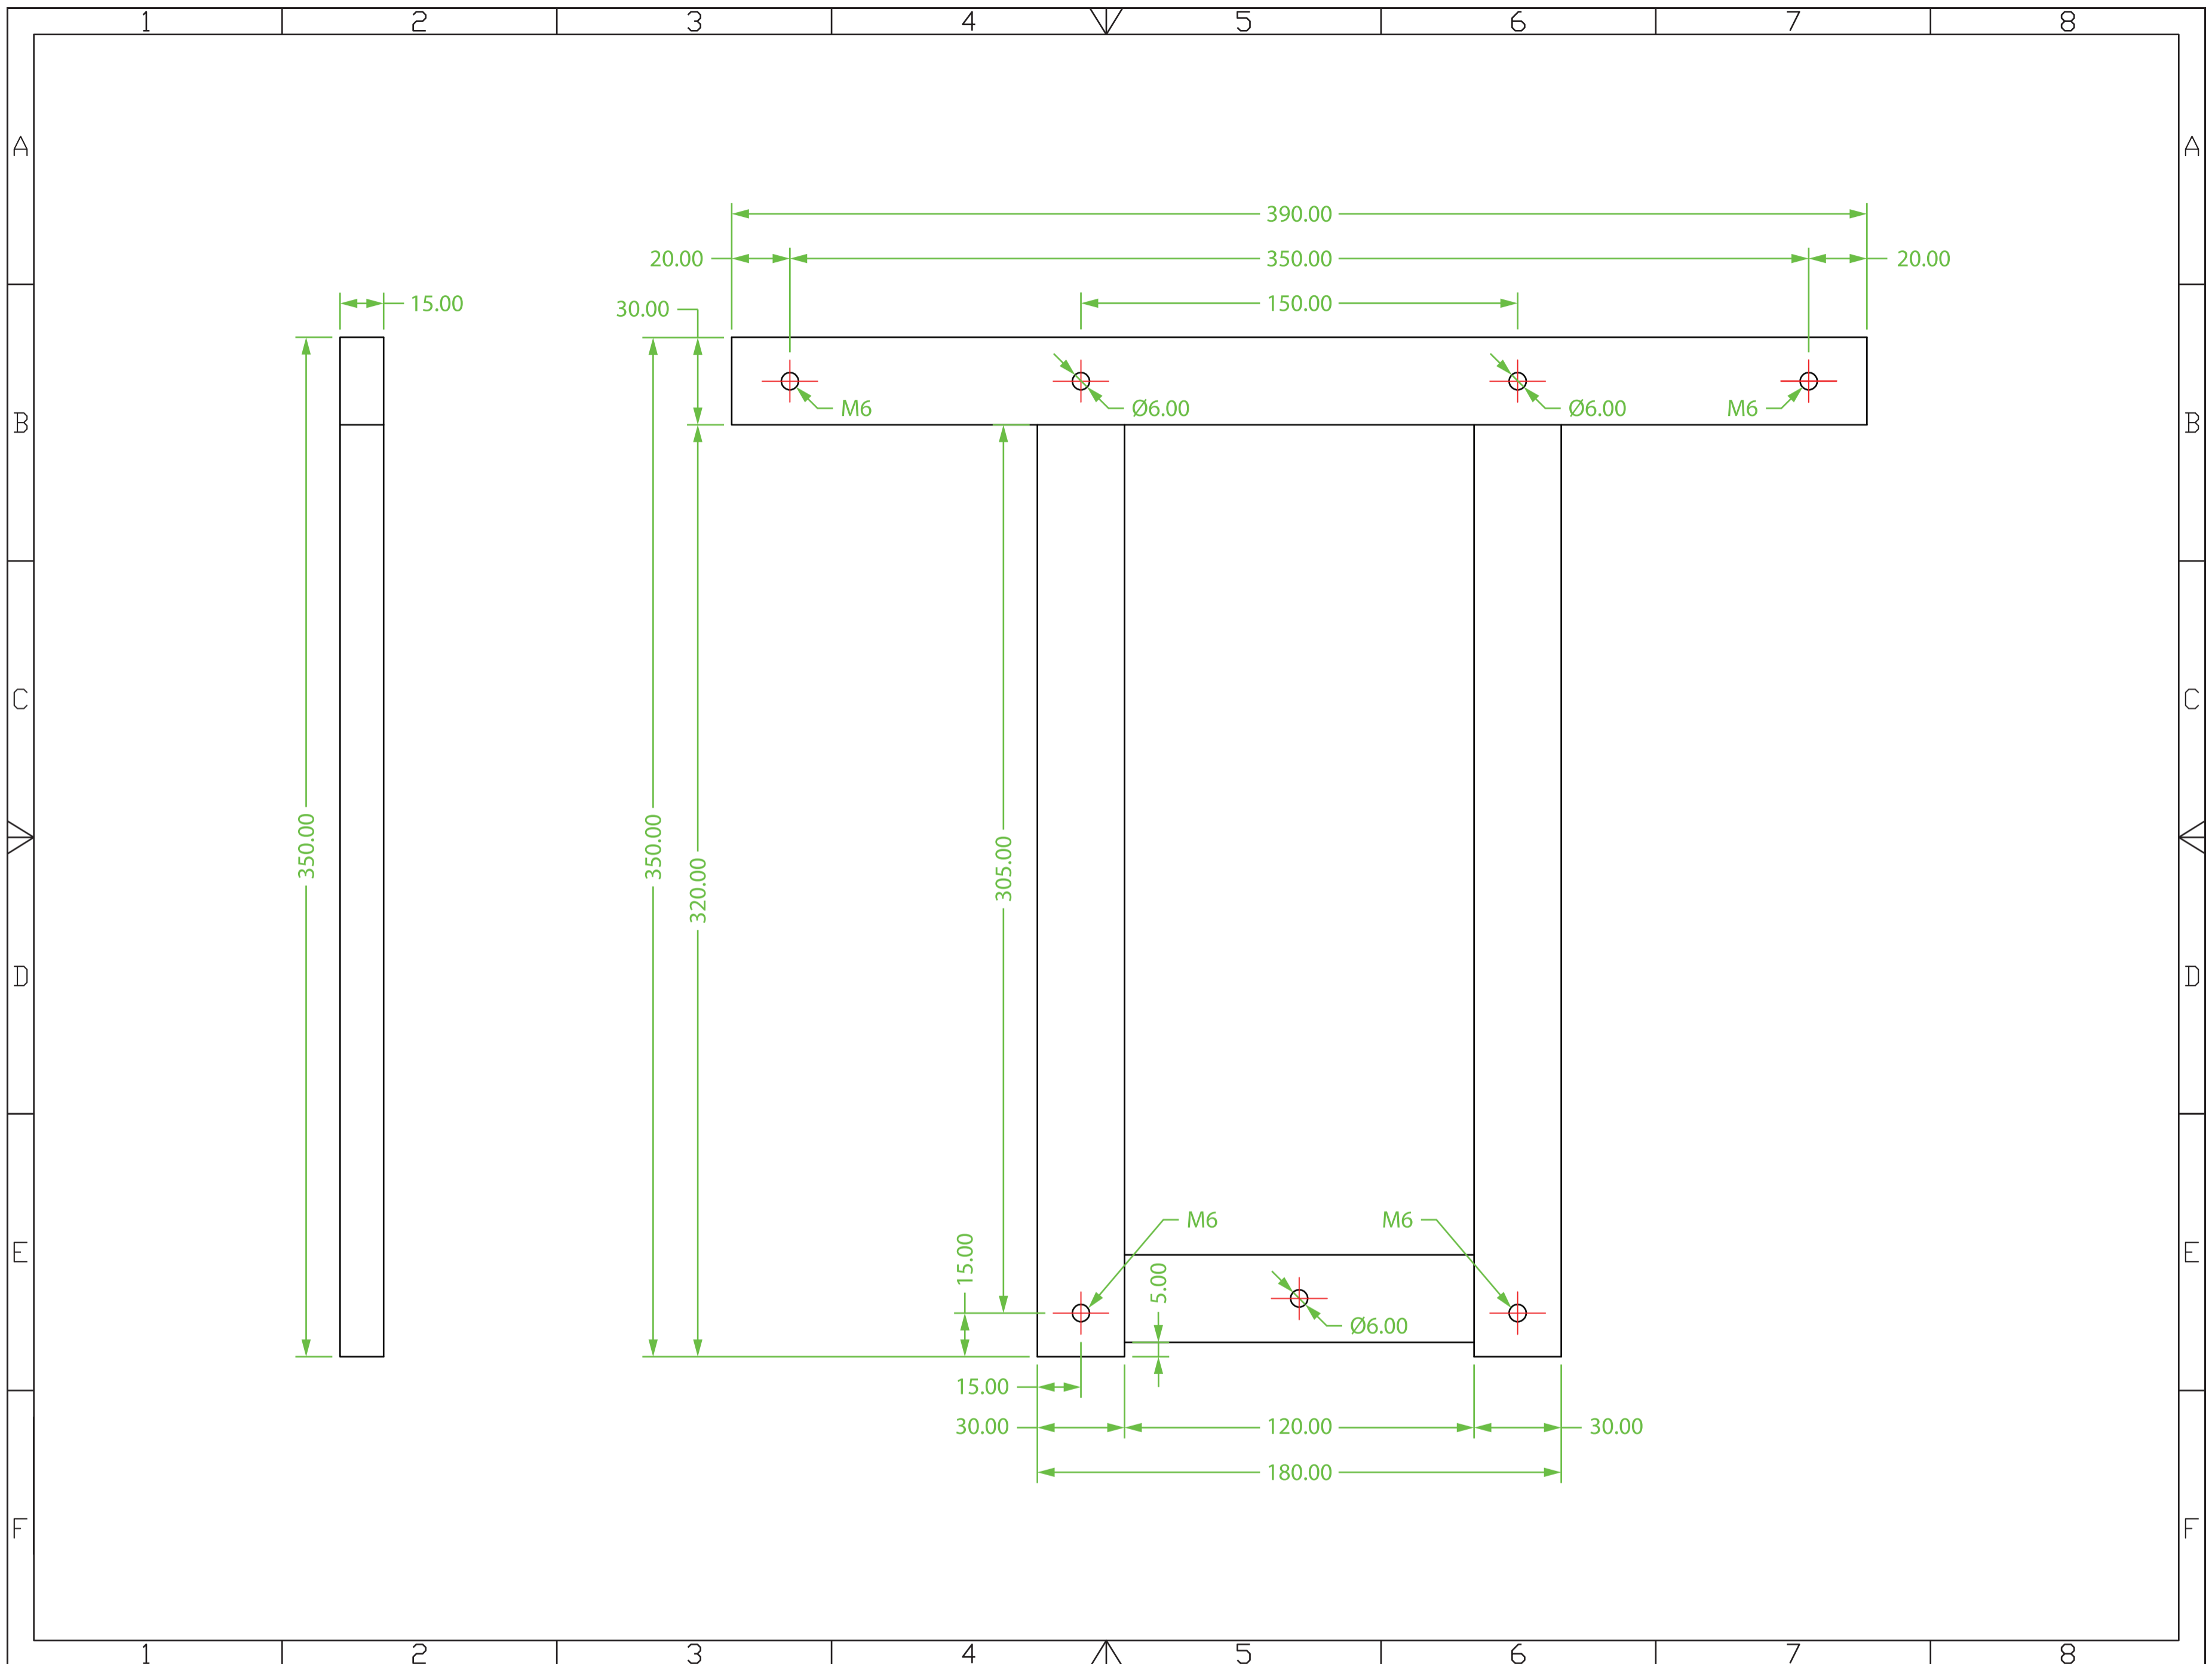 1 2 3 4 5 6 7 8
A A
390.00
20.00 350.00 20.00
15.00 30.00 150.00
M6 Ø6.00 Ø6.00 M6
B B
C C
350.00 350.00 320.00 305.00
D D
M6 M6
E E
15.00 5.00
Ø6.00
15.00
30.00 120.00 30.00
180.00
F F
1 2 3 4 5 6 7 8